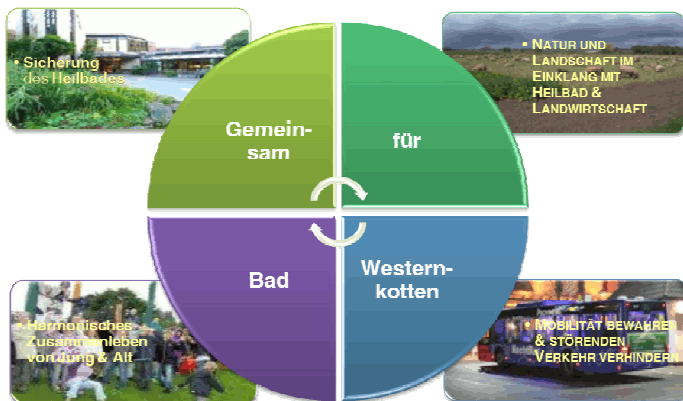 • Sicherung
des Heilbades
• NATUR UND
LANDSCHAFT IM
EINKLANG MIT
HEILBAD &
LANDWIRTSCHAFT
Gemein-
sam
für
Bad
Western-
kotten
• Harmonisches
Zusammenleben
von Jung & Alt
• MOBILITÄT BEWAHREN
& STÖRENDEN
VERKEHR VERHINDERN